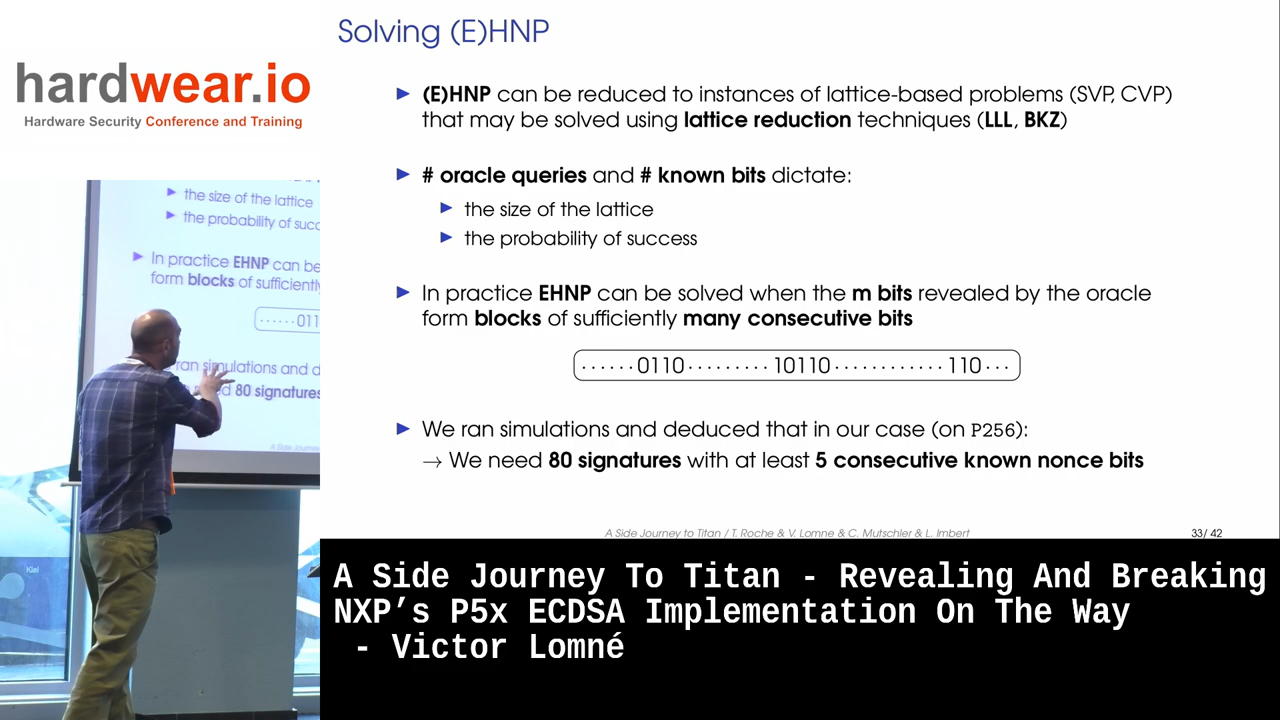 Solving (E)HNP
hardwear.io
Hardware Security Conference and Training
► (E)HNP can be reduced to instances of lattice-based problems (SVP, CVP)
that may be solved using lattice reduction techniques (LLL, BKZ)
► # oracle queries and # known bits dictate:
► the size of the lattice
► the probability of success
► In practice EHNP can be solved when the m bits revealed by the oracle
form blocks of sufficiently many consecutive bits
······0110·········10110············110···
► We ran simulations and deduced that in our case (on P256):
→ We need 80 signatures with at least 5 consecutive known nonce bits
A Side Journey to Titan / T. Roche & V. Lomne & C. Mutschler & L. Imbert
33/ 42
► the size of the lattice
► the probability of succ
► In practice EHNP can be
form blocks of sufficiently
······011
ran simulations and d
d 80 signatures
A Side Journey To Titan - Revealing And Breaking
NXP’s P5x ECDSA Implementation On The Way
- Victor Lomné